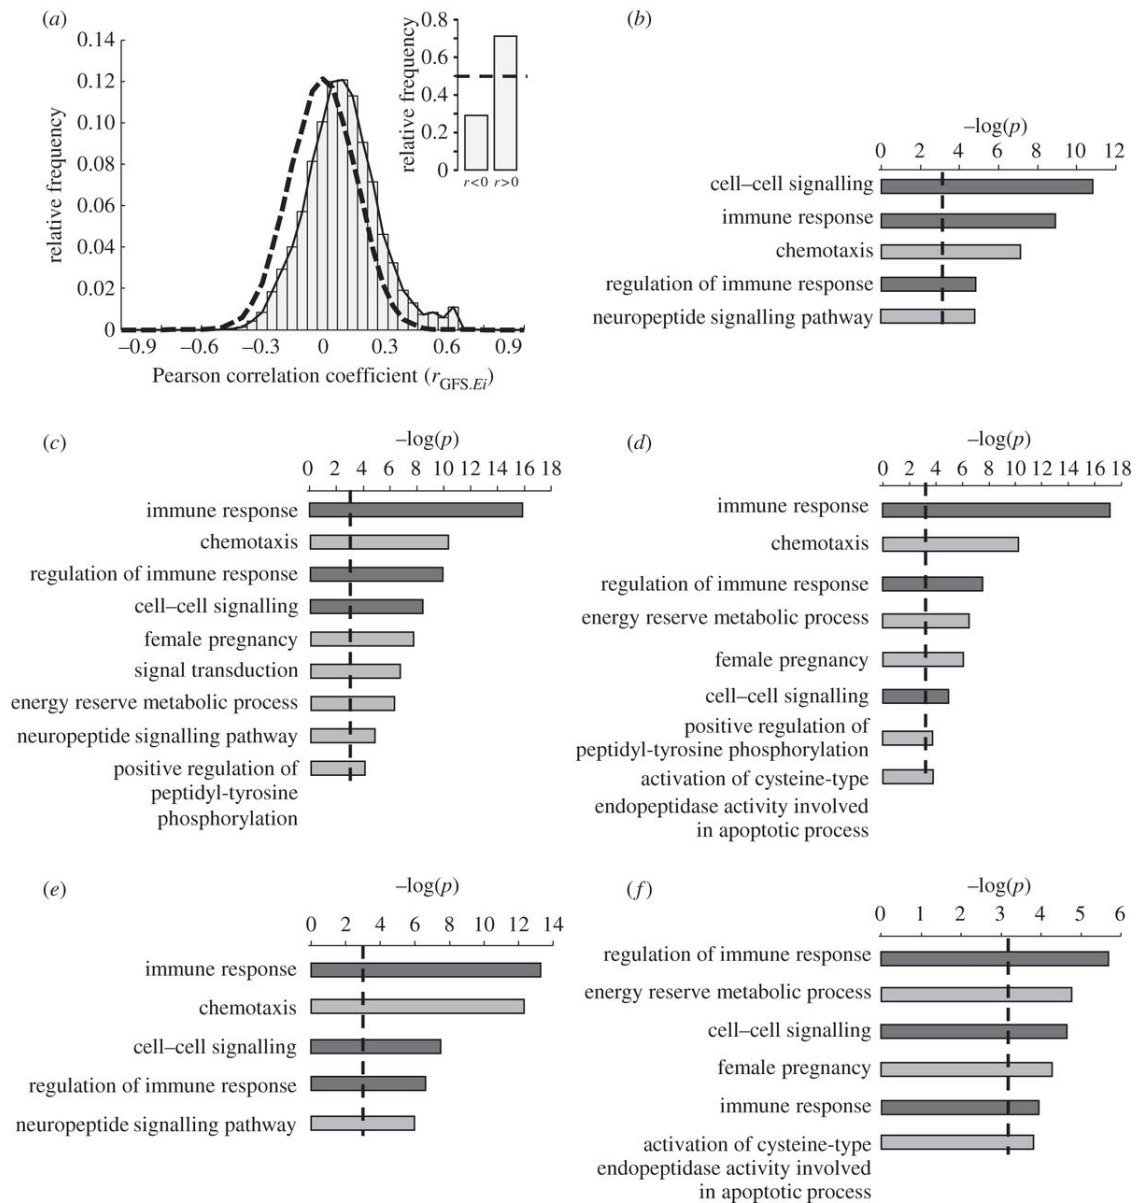 (a)
0.14
0.12
0.10
0.08
0.06
0.04
0.02
0
relative frequency
–0.9 –0.6 –0.3 0 0.3 0.6 0.9
Pearson correlation coefficient (rGFS.Ei)
0.8
0.6
0.4
0.2
0
relative frequency
r<0 r>0
(b)
–log(p)
0 2 4 6 8 10 12
cell–cell signalling
immune response
chemotaxis
regulation of immune response
neuropeptide signalling pathway
(c)
–log(p)
0 2 4 6 8 10 12 14 16 18
immune response
chemotaxis
regulation of immune response
cell–cell signalling
female pregnancy
signal transduction
energy reserve metabolic process
neuropeptide signalling pathway
positive regulation of
peptidyl-tyrosine
phosphorylation
(d)
–log(p)
0 2 4 6 8 10 12 14 16 18
immune response
chemotaxis
regulation of immune response
energy reserve metabolic process
female pregnancy
cell–cell signalling
positive regulation of
peptidyl-tyrosine phosphorylation
activation of cysteine-type
endopeptidase activity involved
in apoptotic process
(e)
–log(p)
0 2 4 6 8 10 12 14
immune response
chemotaxis
cell–cell signalling
regulation of immune response
neuropeptide signalling pathway
(f)
–log(p)
0 1 2 3 4 5 6
regulation of immune response
energy reserve metabolic process
cell–cell signalling
female pregnancy
immune response
activation of cysteine-type
endopeptidase activity involved
in apoptotic process